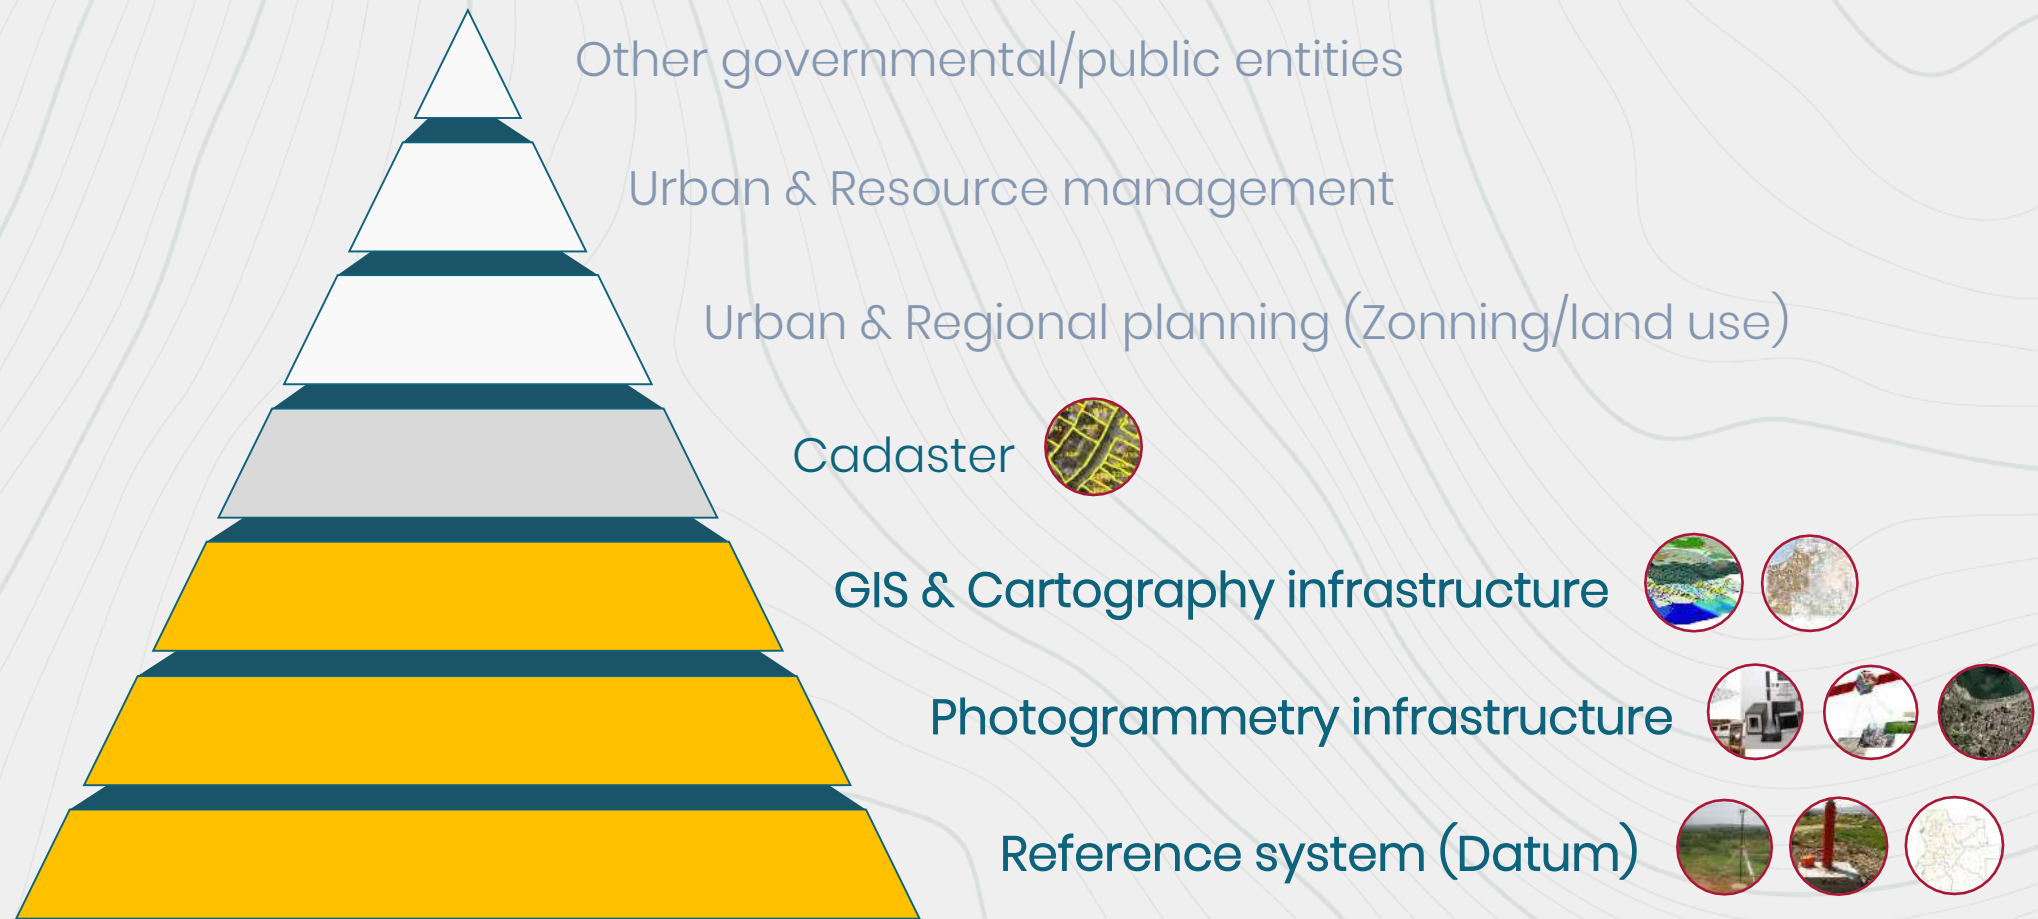 Other governmental/public entities
Urban & Resource management
Urban & Regional planning (Zonning/land use)
Cadaster
GIS & Cartography infrastructure
Photogrammetry infrastructure
Reference system (Datum)